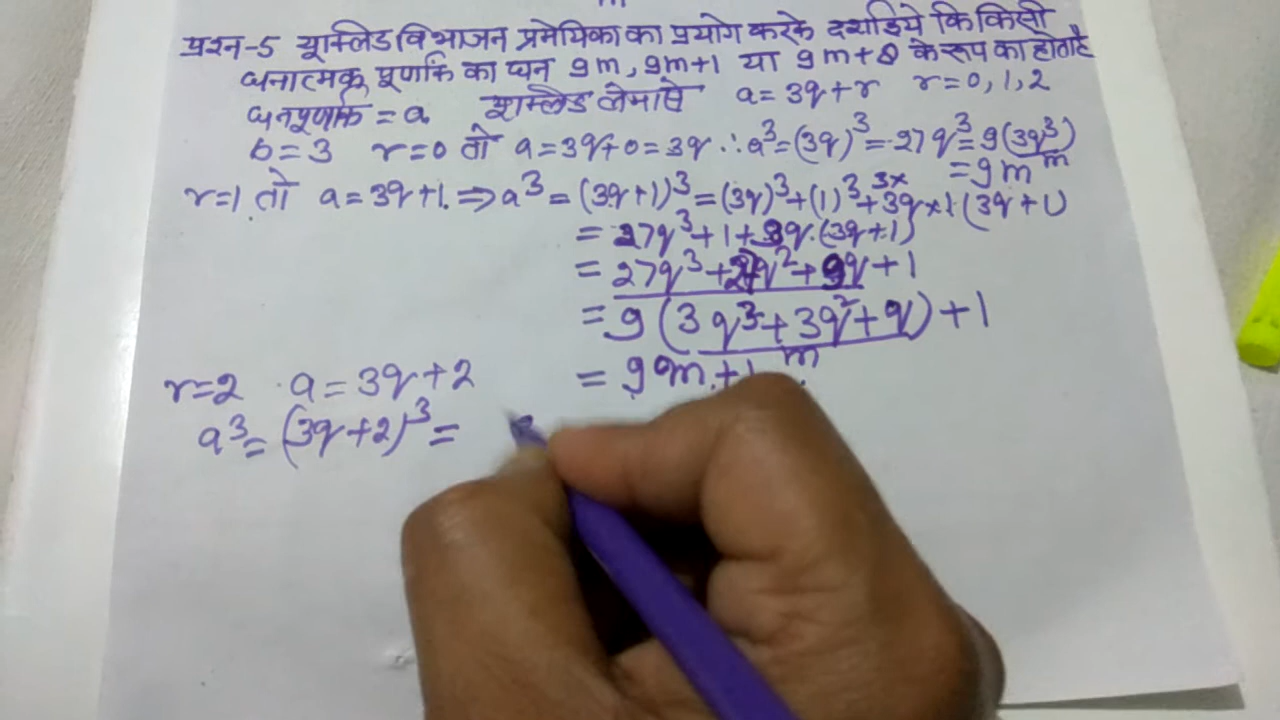 प्रश्न-5 यूक्लिड विभाजन प्रमेयिका का प्रयोग करके दर्शाइये कि किसी
धनात्मक पूर्णांक का घन 9m, 9m+1 या 9m+8 के रूप का होता है
धनपूर्णांक = a यूक्लिड लेमा से a = 3q+r r=0,1,2
b = 3 r=0 तो a = 3q+0 = 3q ∴ a³ = (3q)³ = 27q³ = 9(3q³)
= 9m m
r=1 तो a = 3q+1 ⇒ a³ = (3q+1)³ = (3q)³+(1)³+3×3q×1(3q+1)
= 27q³+1+9q(3q+1)
= 27q³+27q²+9q+1
= 9(3q³+3q²+q)+1
m
r=2 a = 3q+2 = 9m+1
a³ = (3q+2)³ =